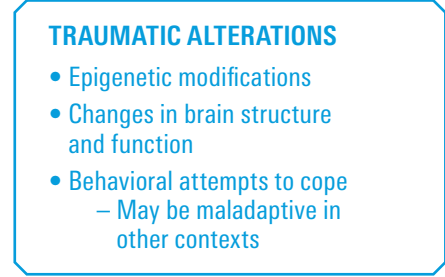 TRAUMATIC ALTERATIONS
• Epigenetic modifications
• Changes in brain structure
and function
• Behavioral attempts to cope
– May be maladaptive in
other contexts